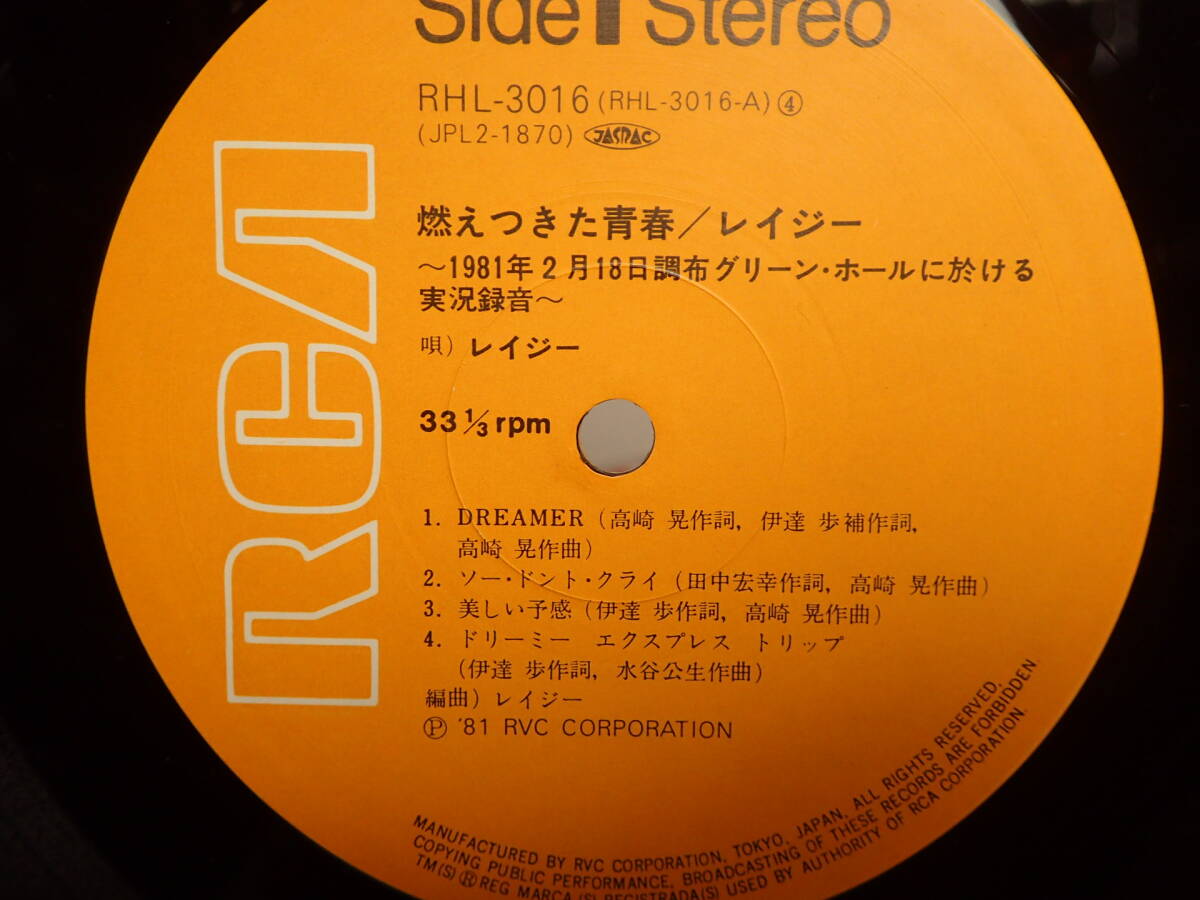 Side 1 Stereo
RHL-3016 (RHL-3016-A) ④
(JPL2-1870) JASRAC
RCA
燃えつきた青春／レイジー
〜1981年2月18日調布グリーン・ホールに於ける
実況録音〜
唄) レイジー
33 1/3 rpm
1. DREAMER (高崎 晃作詞, 伊達 歩補作詞,
高崎 晃作曲)
2. ソー・ドント・クライ (田中宏幸作詞, 高崎 晃作曲)
3. 美しい予感 (伊達 歩作詞, 高崎 晃作曲)
4. ドリーミー エクスプレス トリップ
(伊達 歩作詞, 水谷公生作曲)
編曲) レイジー
Ⓟ '81 RVC CORPORATION
MANUFACTURED BY RVC CORPORATION, TOKYO, JAPAN, ALL RIGHTS RESERVED,
COPYING PUBLIC PERFORMANCE, BROADCASTING OF THESE RECORDS ARE FORBIDDEN.
TM(S) ® REG MARCA(S) REGISTRADA(S) USED BY AUTHORITY OF RCA CORPORATION.